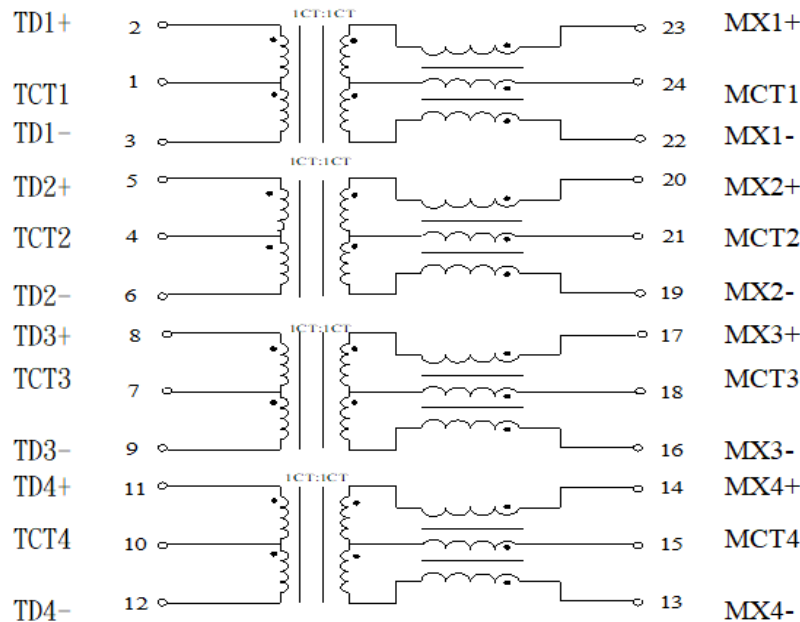 1CT:1CT
TD1+ 2 23 MX1+
1 24
TCT1 MCT1
TD1- 3 22 MX1-
1CT:1CT
TD2+ 5 20 MX2+
TCT2 4 21 MCT2
TD2- 6 19 MX2-
1CT:1CT
TD3+ 8 17 MX3+
TCT3 7 18 MCT3
TD3- 9 16 MX3-
1CT:1CT
TD4+ 11 14 MX4+
TCT4 10 15 MCT4
TD4- 12 13 MX4-